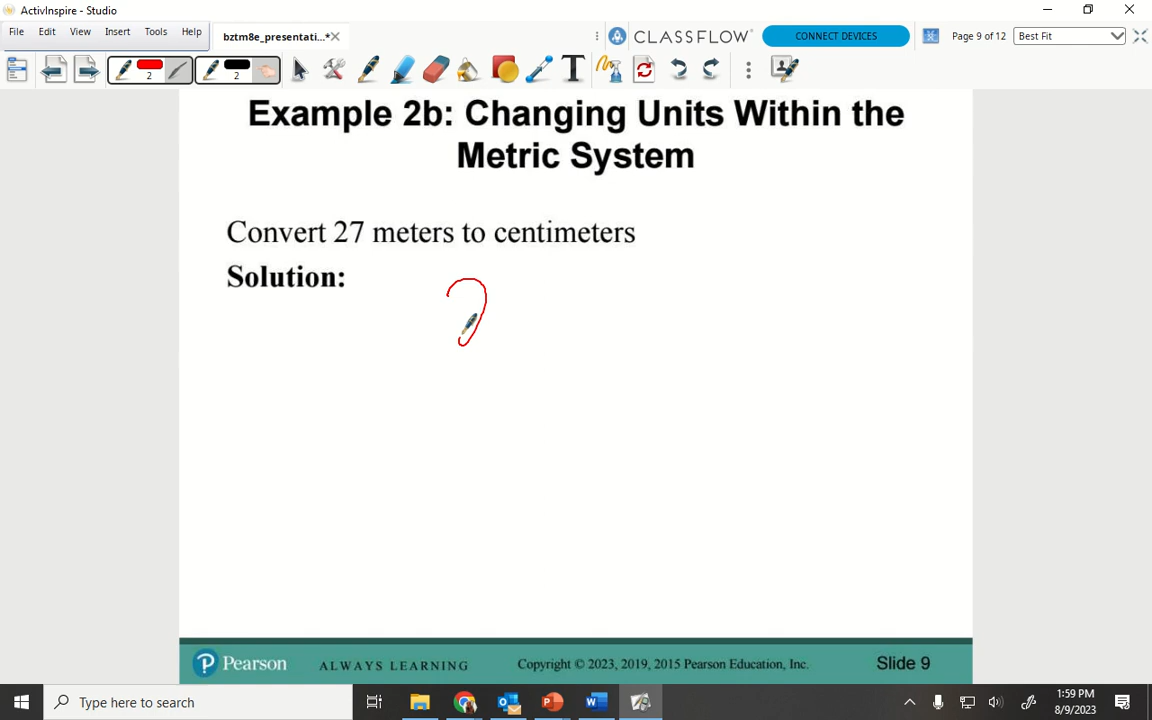 ActivInspire - Studio
File Edit View Insert Tools Help
bztm8e_presentati...*
CLASSFLOW
CONNECT DEVICES
Page 9 of 12
Best Fit
2
2
Example 2b: Changing Units Within the
Metric System
Convert 27 meters to centimeters
Solution:
2
Pearson
ALWAYS LEARNING
Copyright © 2023, 2019, 2015 Pearson Education, Inc.
Slide 9
Type here to search
1:59 PM
8/9/2023